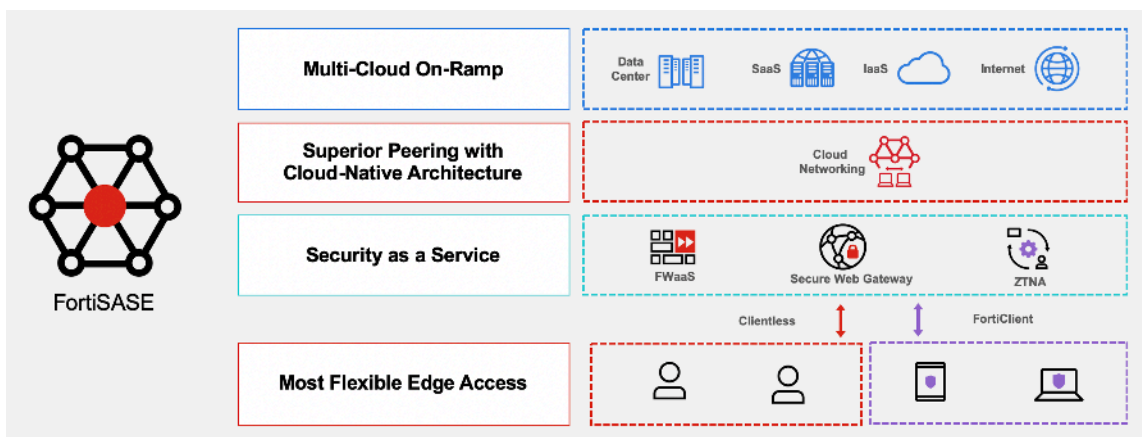 Multi-Cloud On-Ramp
Data
Center
SaaS
IaaS
Internet
Superior Peering with
Cloud-Native Architecture
Cloud
Networking
FortiSASE
Security as a Service
FWaaS
Secure Web Gateway
ZTNA
Clientless
FortiClient
Most Flexible Edge Access